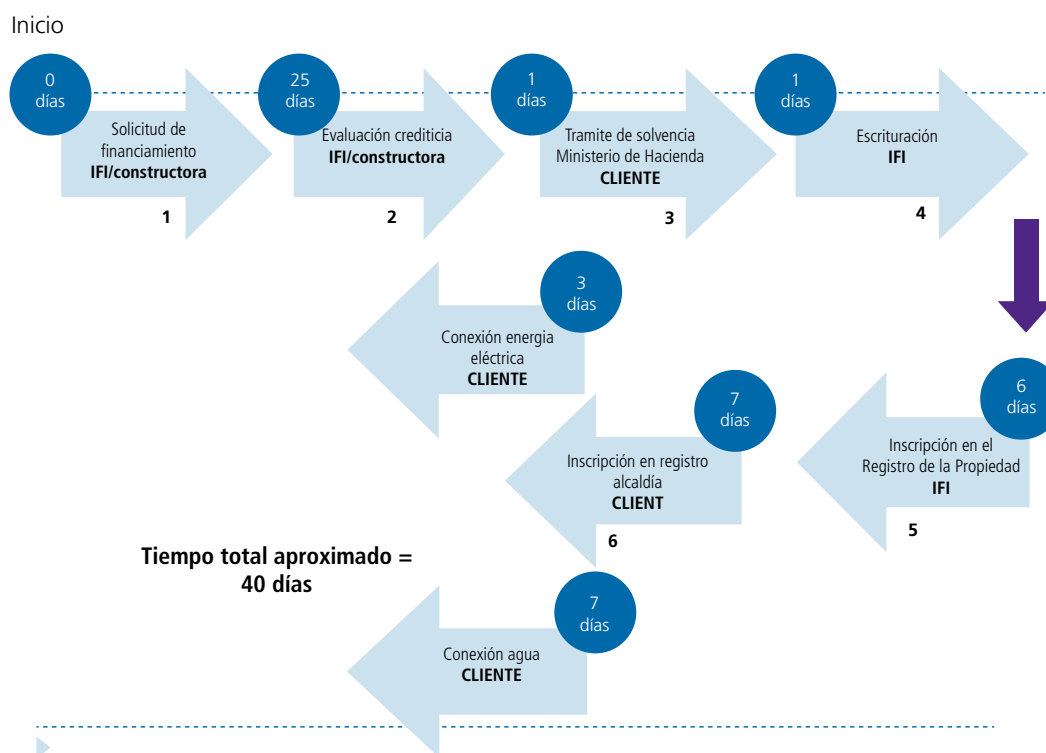 Inicio
0
días
Solicitud de
financiamiento
IFI/constructora
1
25
días
Evaluación crediticia
IFI/constructora
2
1
días
Tramite de solvencia
Ministerio de Hacienda
CLIENTE
3
1
días
Escrituración
IFI
4
6
días
Inscripción en el
Registro de la Propiedad
IFI
5
7
días
Inscripción en registro
alcaldía
CLIENT
6
3
días
Conexión energia
eléctrica
CLIENTE
7
días
Conexión agua
CLIENTE
Tiempo total aproximado =
40 días